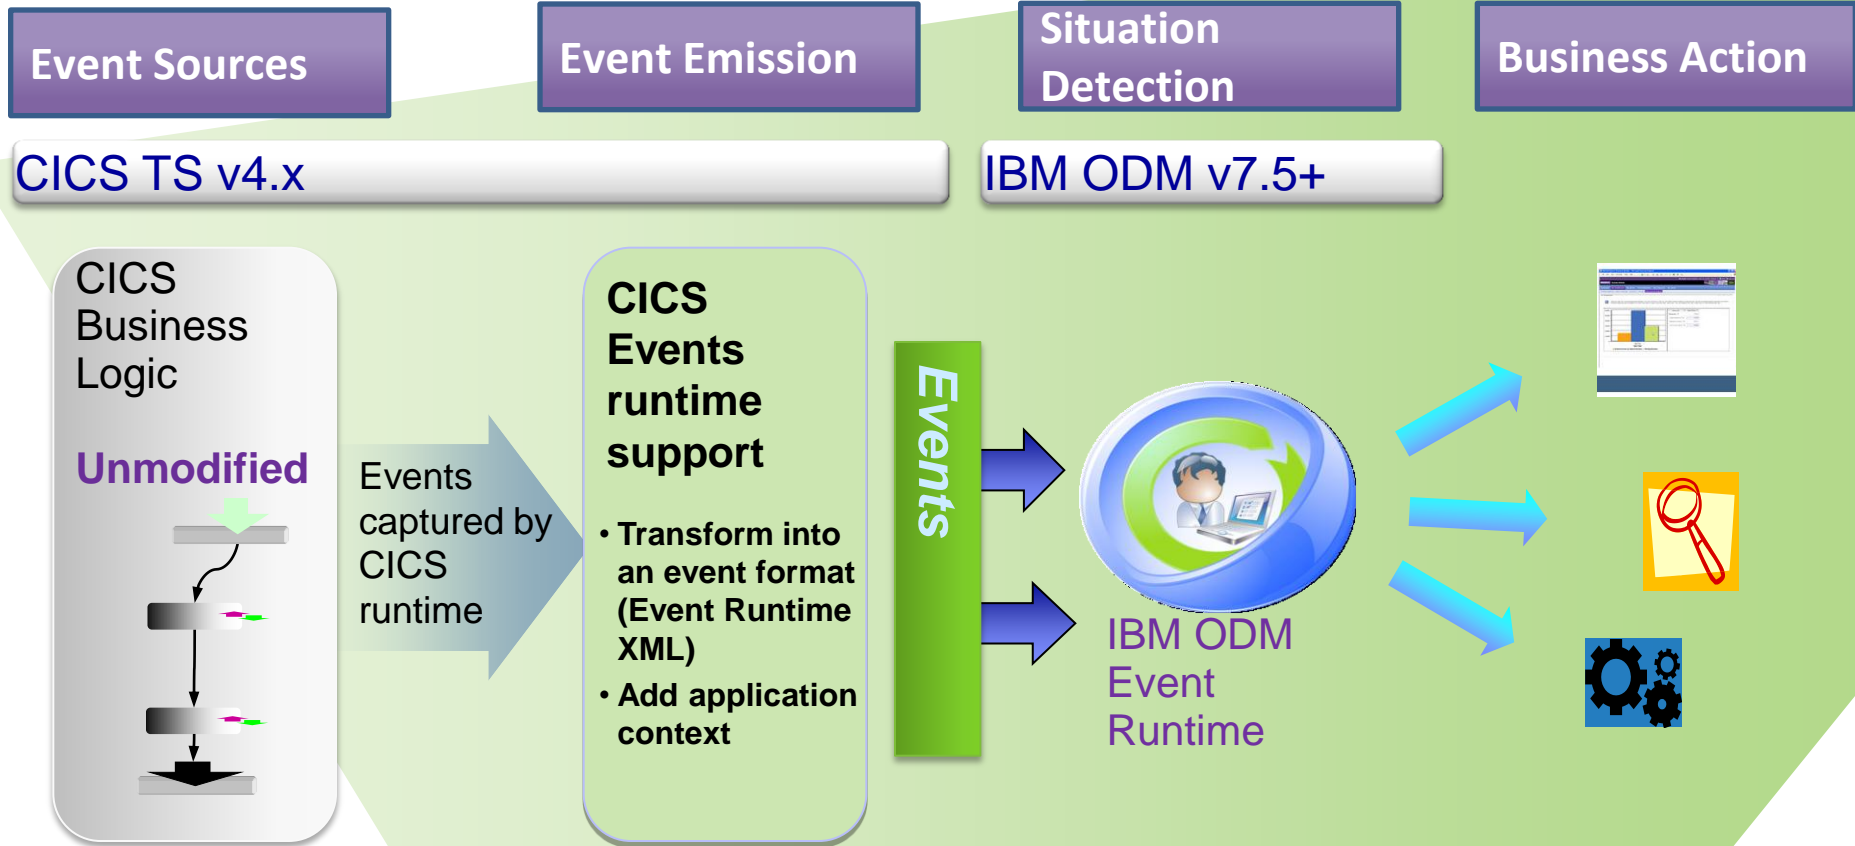 Event Sources
Event Emission
Situation
Detection
Business Action
CICS TS v4.x
IBM ODM v7.5+
CICS
Business
Logic
Unmodified
Events
captured by
CICS
runtime
CICS
Events
runtime
support
• Transform into
an event format
(Event Runtime
XML)
• Add application
context
Events
IBM ODM
Event
Runtime